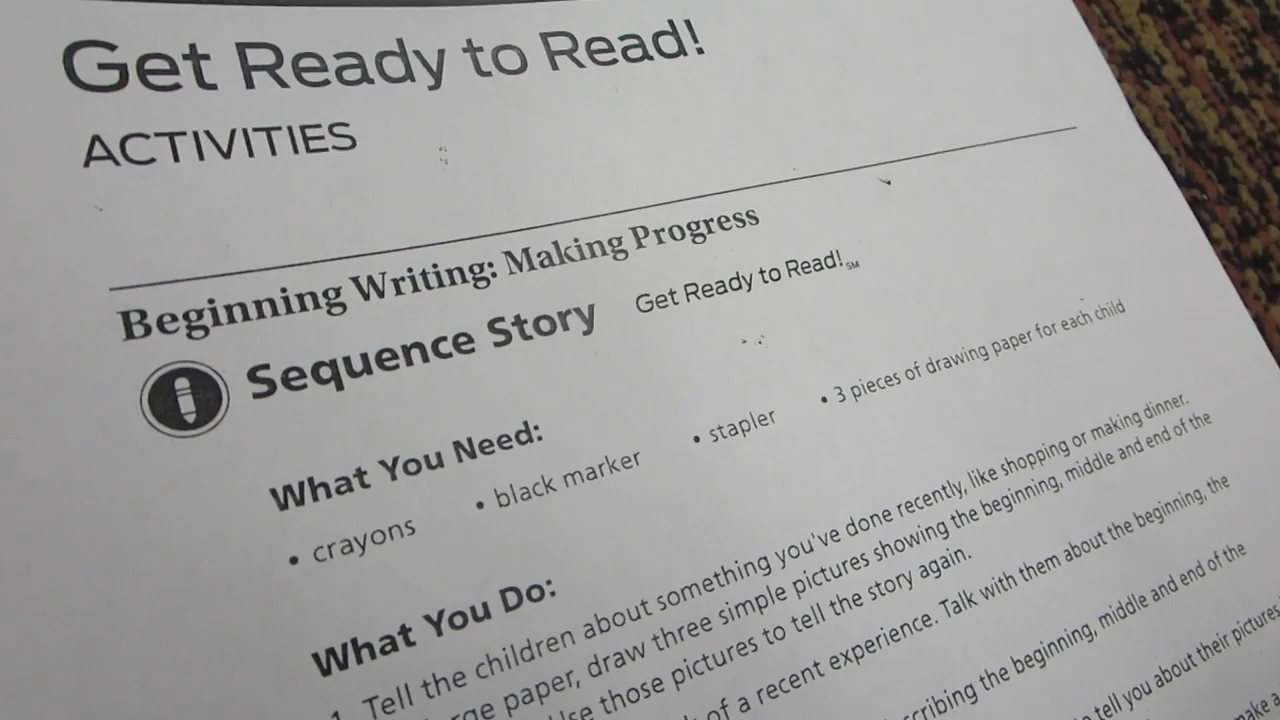 Get Ready to Read!
ACTIVITIES
Beginning Writing: Making Progress
Sequence Story Get Ready to Read!℠
What You Need:
• crayons • black marker • stapler • 3 pieces of drawing paper for each child
What You Do:
1. Tell the children about something you've done recently, like shopping or making dinner.
paper, draw three simple pictures showing the beginning, middle and end of the
those pictures to tell the story again.
of a recent experience. Talk with them about the beginning, the
the beginning, middle and end of the
tell you about their pictures
make a